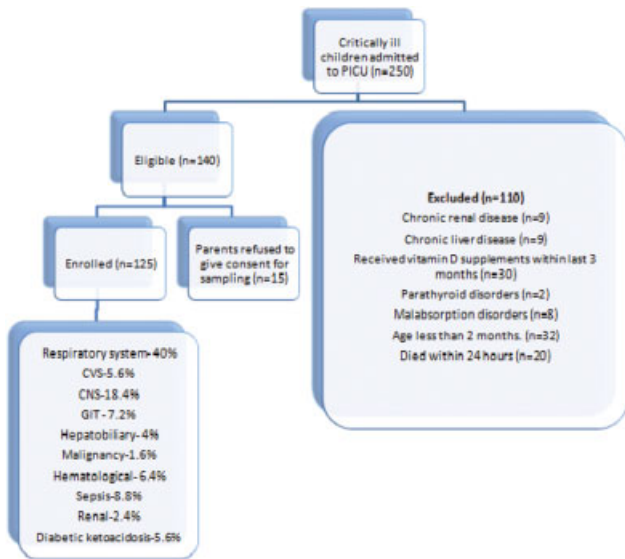 Critically ill
children admitted
to PICU (n=250)
Eligible (n=140)
Enrolled (n=125)
Parents refused to
give consent for
sampling (n=15)
Excluded (n=110)
Chronic renal disease (n=9)
Chronic liver disease (n=9)
Received vitamin D supplements within last 3
months (n=30)
Parathyroid disorders (n=2)
Malabsorption disorders (n=8)
Age less than 2 months. (n=32)
Died within 24 hours (n=20)
Respiratory system-40%
CVS-5.6%
CNS-18.4%
GIT - 7.2%
Hepatobiliary- 4%
Malignancy-1.6%
Hematological- 6.4%
Sepsis-8.8%
Renal-2.4%
Diabetic ketoacidosis-5.6%